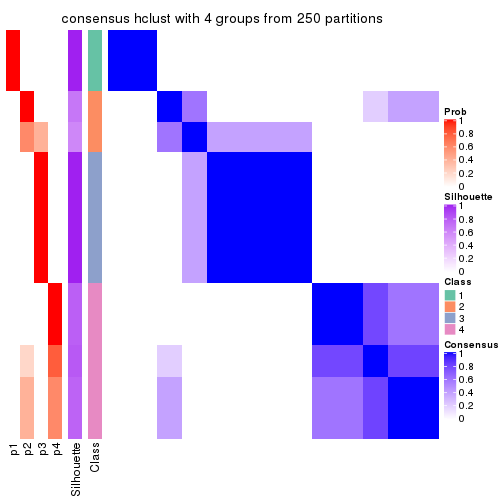 consensus hclust with 4 groups from 250 partitions
Prob
1
0.8
0.6
0.4
0.2
0
Silhouette
1
0.8
0.6
0.4
0.2
0
Class
1
2
3
4
Consensus
1
0.8
0.6
0.4
0.2
0
p1
p2
p3
p4
Silhouette
Class